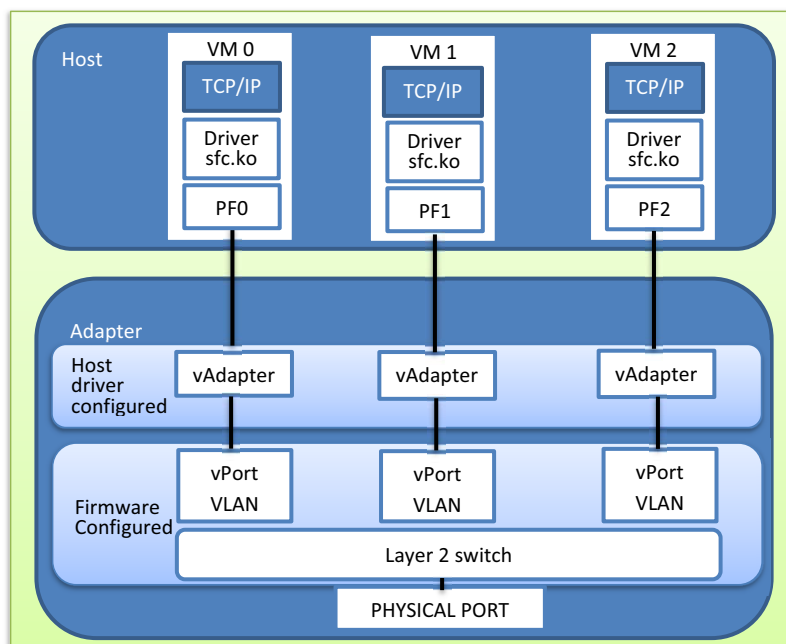 Host
VM 0
TCP/IP
Driver
sfc.ko
PF0
VM 1
TCP/IP
Driver
sfc.ko
PF1
VM 2
TCP/IP
Driver
sfc.ko
PF2
Adapter
Host
driver
configured
vAdapter
vAdapter
vAdapter
Firmware
Configured
vPort
VLAN
vPort
VLAN
vPort
VLAN
Layer 2 switch
PHYSICAL PORT